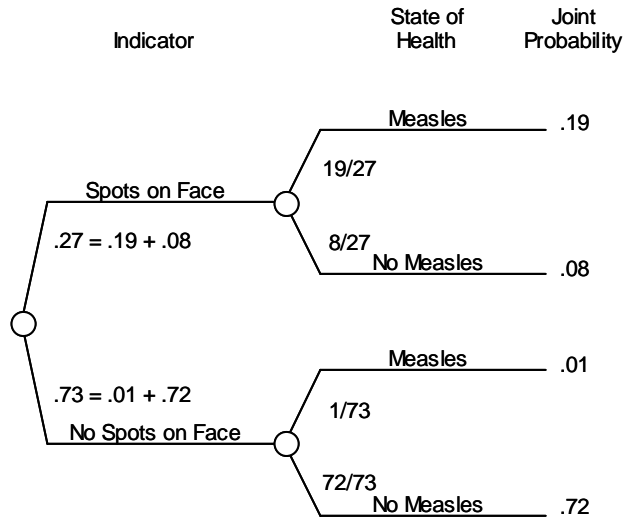 Indicator
State of
Health
Joint
Probability
Measles
.19
19/27
Spots on Face
.27 = .19 + .08
8/27
No Measles
.08
Measles
.01
.73 = .01 + .72
1/73
No Spots on Face
72/73
No Measles
.72